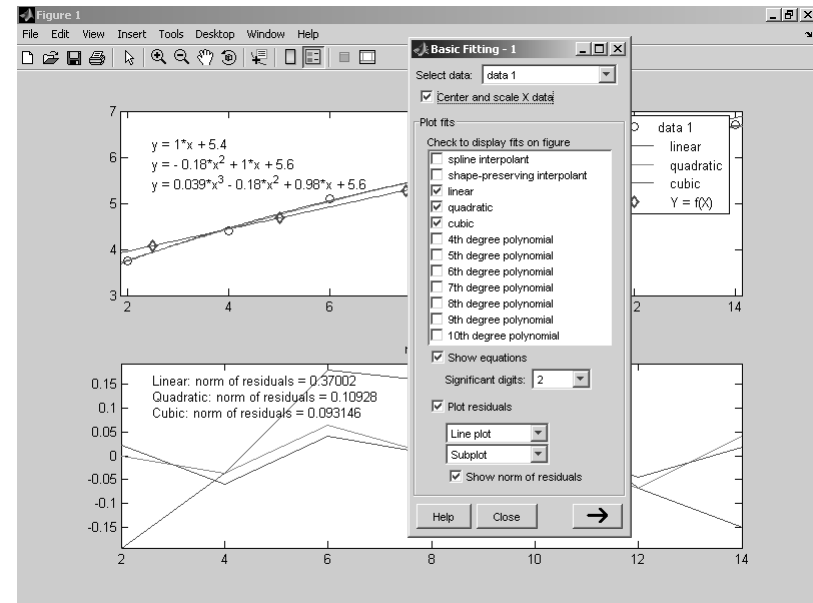 Figure 1
File Edit View Insert Tools Desktop Window Help
Basic Fitting - 1
Select data: data 1
Center and scale X data
Plot fits
Check to display fits on figure
spline interpolant
shape-preserving interpolant
linear
quadratic
cubic
4th degree polynomial
5th degree polynomial
6th degree polynomial
7th degree polynomial
8th degree polynomial
9th degree polynomial
10th degree polynomial
Show equations
Significant digits: 2
Plot residuals
Line plot
Subplot
Show norm of residuals
Help Close
7
6
5
4
3
y = 1*x + 5.4
y = - 0.18*x² + 1*x + 5.6
y = 0.039*x³ - 0.18*x² + 0.98*x + 5.6
data 1
linear
quadratic
cubic
Y = f(X)
2 4 6 2 14
0.15
0.1
0.05
0
-0.05
-0.1
-0.15
Linear: norm of residuals = 0.37002
Quadratic: norm of residuals = 0.10928
Cubic: norm of residuals = 0.093146
2 4 6 8 10 12 14